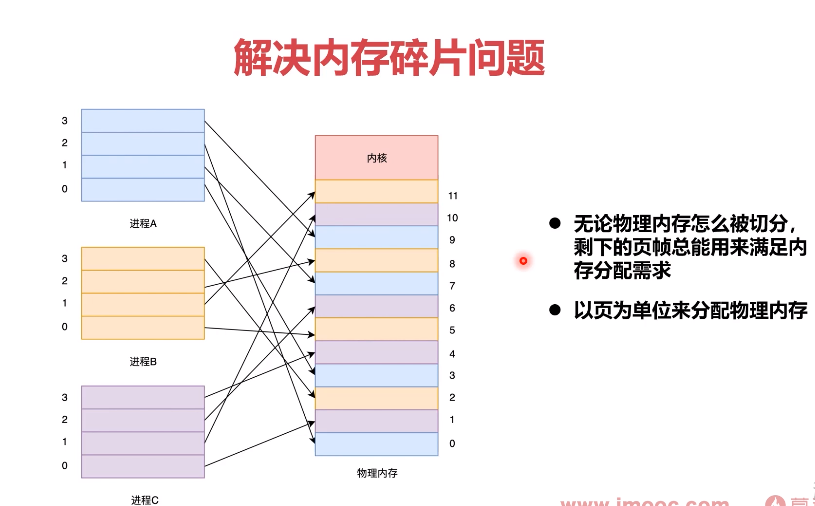 解决内存碎片问题
3
2
1
0
进程A
3
2
1
0
进程B
3
2
1
0
进程C
内核
11
10
9
8
7
6
5
4
3
2
1
0
物理内存
● 无论物理内存怎么被切分，
剩下的页帧总能用来满足内
存分配需求
● 以页为单位来分配物理内存
www.imooc.com